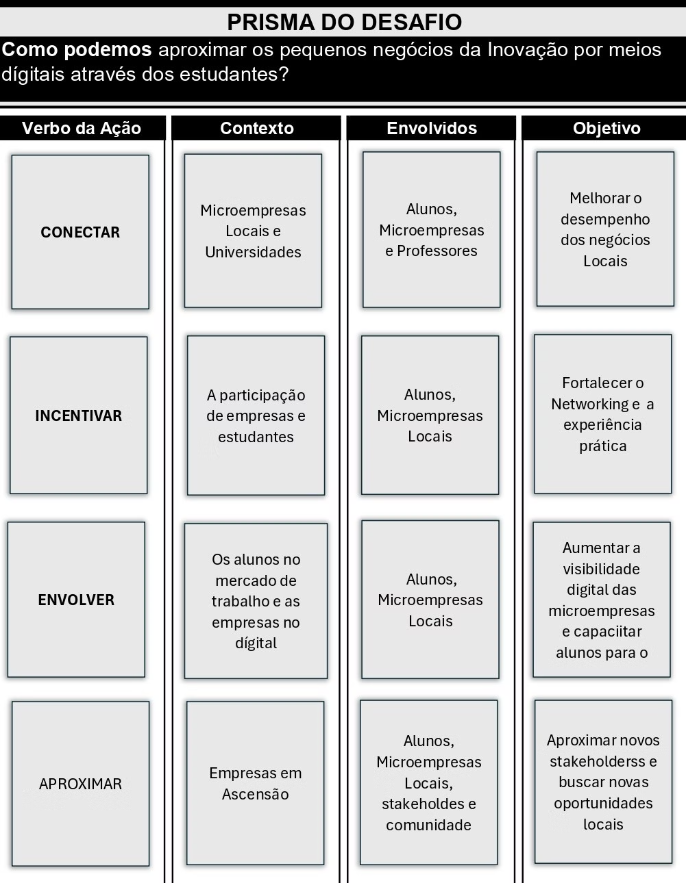 PRISMA DO DESAFIO
Como podemos aproximar os pequenos negócios da Inovação por meios
dígitais através dos estudantes?
Verbo da Ação
Contexto
Envolvidos
Objetivo
CONECTAR
Microempresas
Locais e
Universidades
Alunos,
Microempresas
e Professores
Melhorar o
desempenho
dos negócios
Locais
INCENTIVAR
A participação
de empresas e
estudantes
Alunos,
Microempresas
Locais
Fortalecer o
Networking e a
experiência
prática
ENVOLVER
Os alunos no
mercado de
trabalho e as
empresas no
dígital
Alunos,
Microempresas
Locais
Aumentar a
visibilidade
digital das
microempresas
e capaciitar
alunos para o
APROXIMAR
Empresas em
Ascensão
Alunos,
Microempresas
Locais,
stakeholdes e
comunidade
Aproximar novos
stakeholderss e
buscar novas
oportunidades
locais